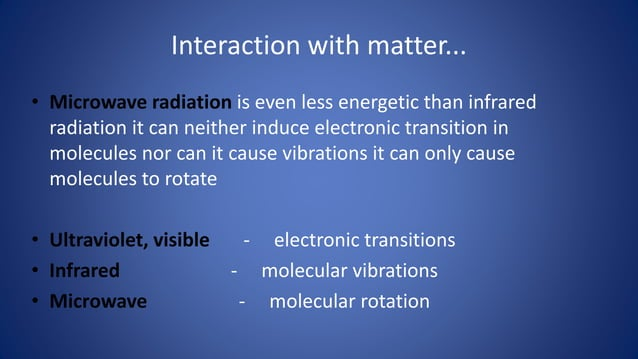 Interaction with matter...
• Microwave radiation is even less energetic than infrared
radiation it can neither induce electronic transition in
molecules nor can it cause vibrations it can only cause
molecules to rotate
• Ultraviolet, visible - electronic transitions
• Infrared - molecular vibrations
• Microwave - molecular rotation